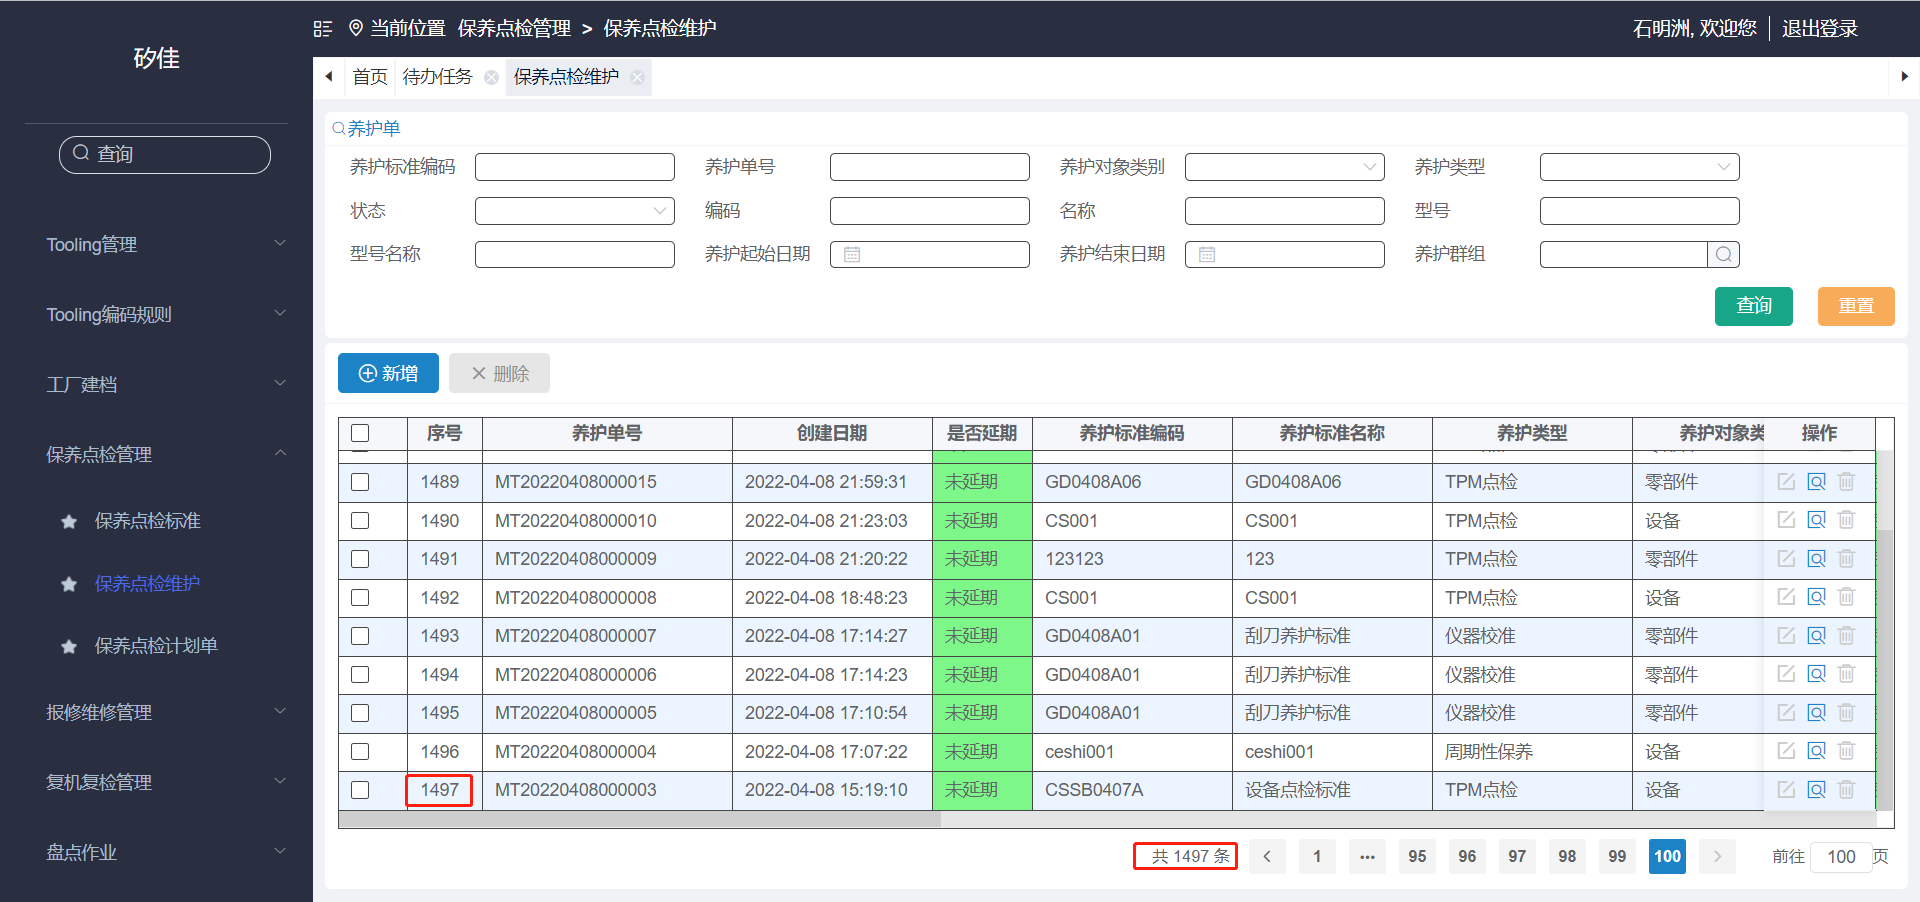 矽佳
查询
Tooling管理
Tooling编码规则
工厂建档
保养点检管理
保养点检标准
保养点检维护
保养点检计划单
报修维修管理
复机复检管理
盘点作业
当前位置 保养点检管理 > 保养点检维护
石明洲, 欢迎您 退出登录
首页 待办任务 保养点检维护
养护单
养护标准编码 养护单号 养护对象类别 养护类型
状态 编码 名称 型号
型号名称 养护起始日期 养护结束日期 养护群组
查询 重置
新增 删除
序号 养护单号 创建日期 是否延期 养护标准编码 养护标准名称 养护类型 养护对象类 操作
1489 MT20220408000015 2022-04-08 21:59:31 未延期 GD0408A06 GD0408A06 TPM点检 零部件
1490 MT20220408000010 2022-04-08 21:23:03 未延期 CS001 CS001 TPM点检 设备
1491 MT20220408000009 2022-04-08 21:20:22 未延期 123123 123 TPM点检 零部件
1492 MT20220408000008 2022-04-08 18:48:23 未延期 CS001 CS001 TPM点检 设备
1493 MT20220408000007 2022-04-08 17:14:27 未延期 GD0408A01 刮刀养护标准 仪器校准 零部件
1494 MT20220408000006 2022-04-08 17:14:23 未延期 GD0408A01 刮刀养护标准 仪器校准 零部件
1495 MT20220408000005 2022-04-08 17:10:54 未延期 GD0408A01 刮刀养护标准 仪器校准 零部件
1496 MT20220408000004 2022-04-08 17:07:22 未延期 ceshi001 ceshi001 周期性保养 设备
1497 MT20220408000003 2022-04-08 15:19:10 未延期 CSSB0407A 设备点检标准 TPM点检 设备
共 1497 条 1 ··· 95 96 97 98 99 100 前往 100 页